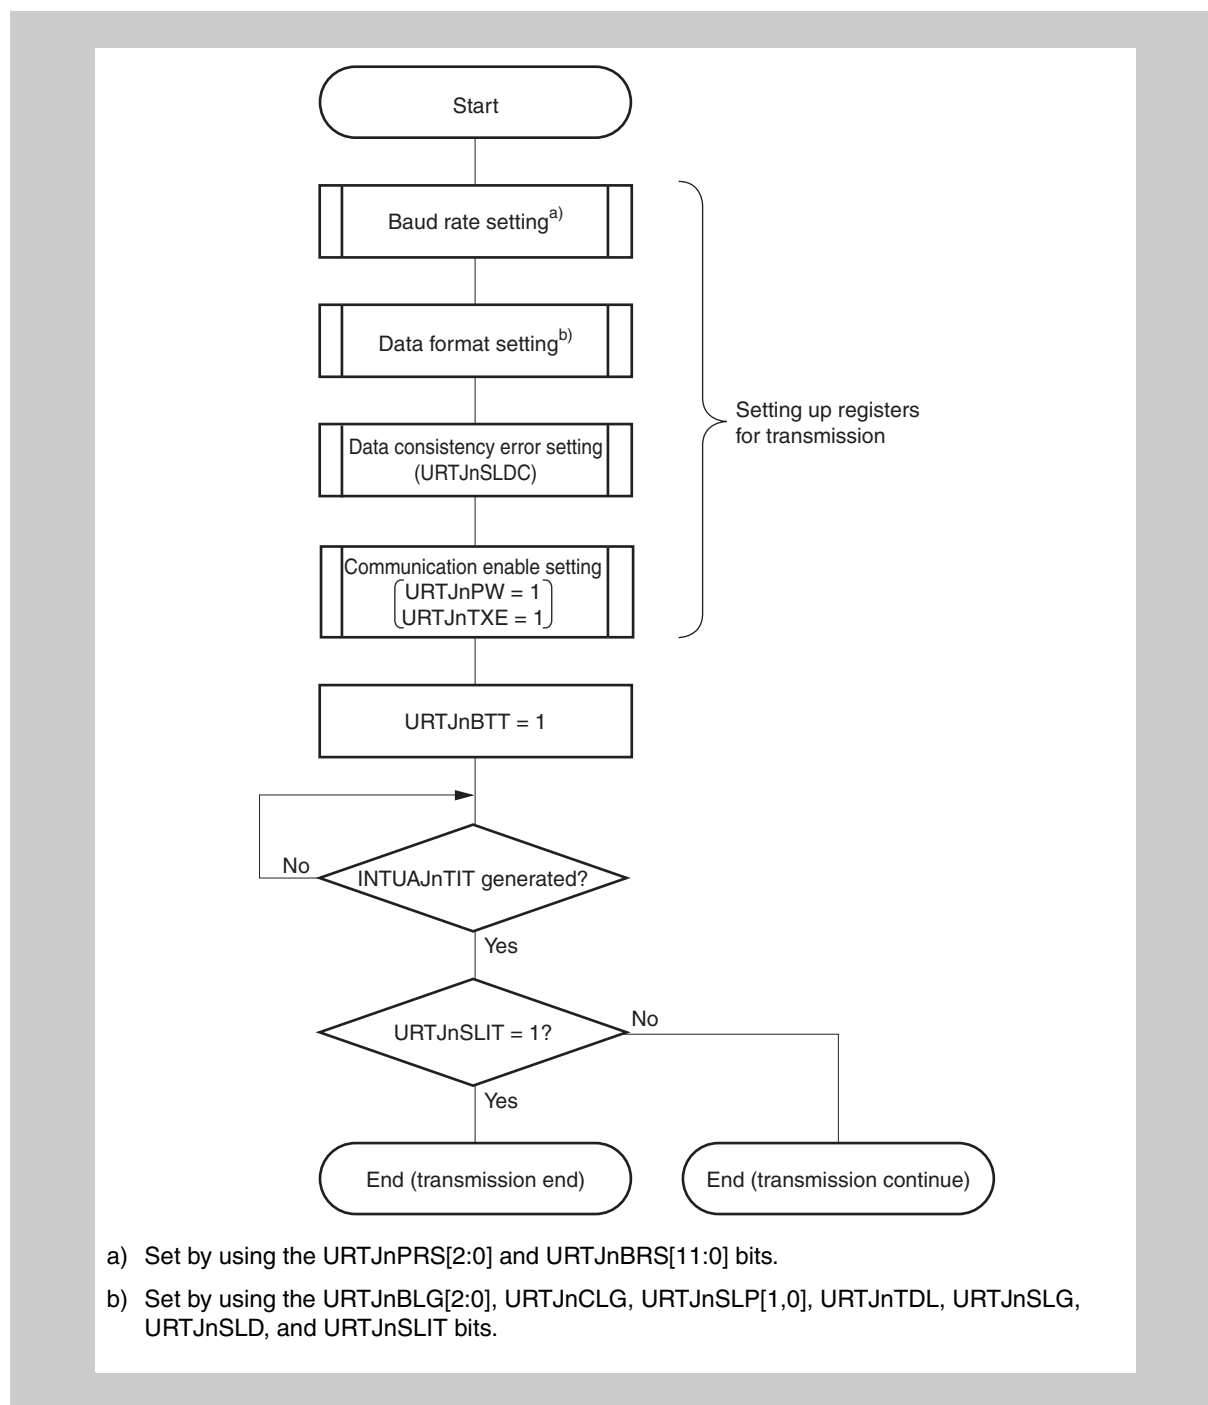 Start
Baud rate setting a)
Data format setting b)
Data consistency error setting
(URTJnSLDC)
Communication enable setting
URTJnPW = 1
URTJnTXE = 1
Setting up registers
for transmission
URTJnBTT = 1
No
INTUAJnTIT generated?
Yes
URTJnSLIT = 1?
No
Yes
End (transmission end)
End (transmission continue)
a) Set by using the URTJnPRS[2:0] and URTJnBRS[11:0] bits.
b) Set by using the URTJnBLG[2:0], URTJnCLG, URTJnSLP[1,0], URTJnTDL, URTJnSLG,
URTJnSLD, and URTJnSLIT bits.